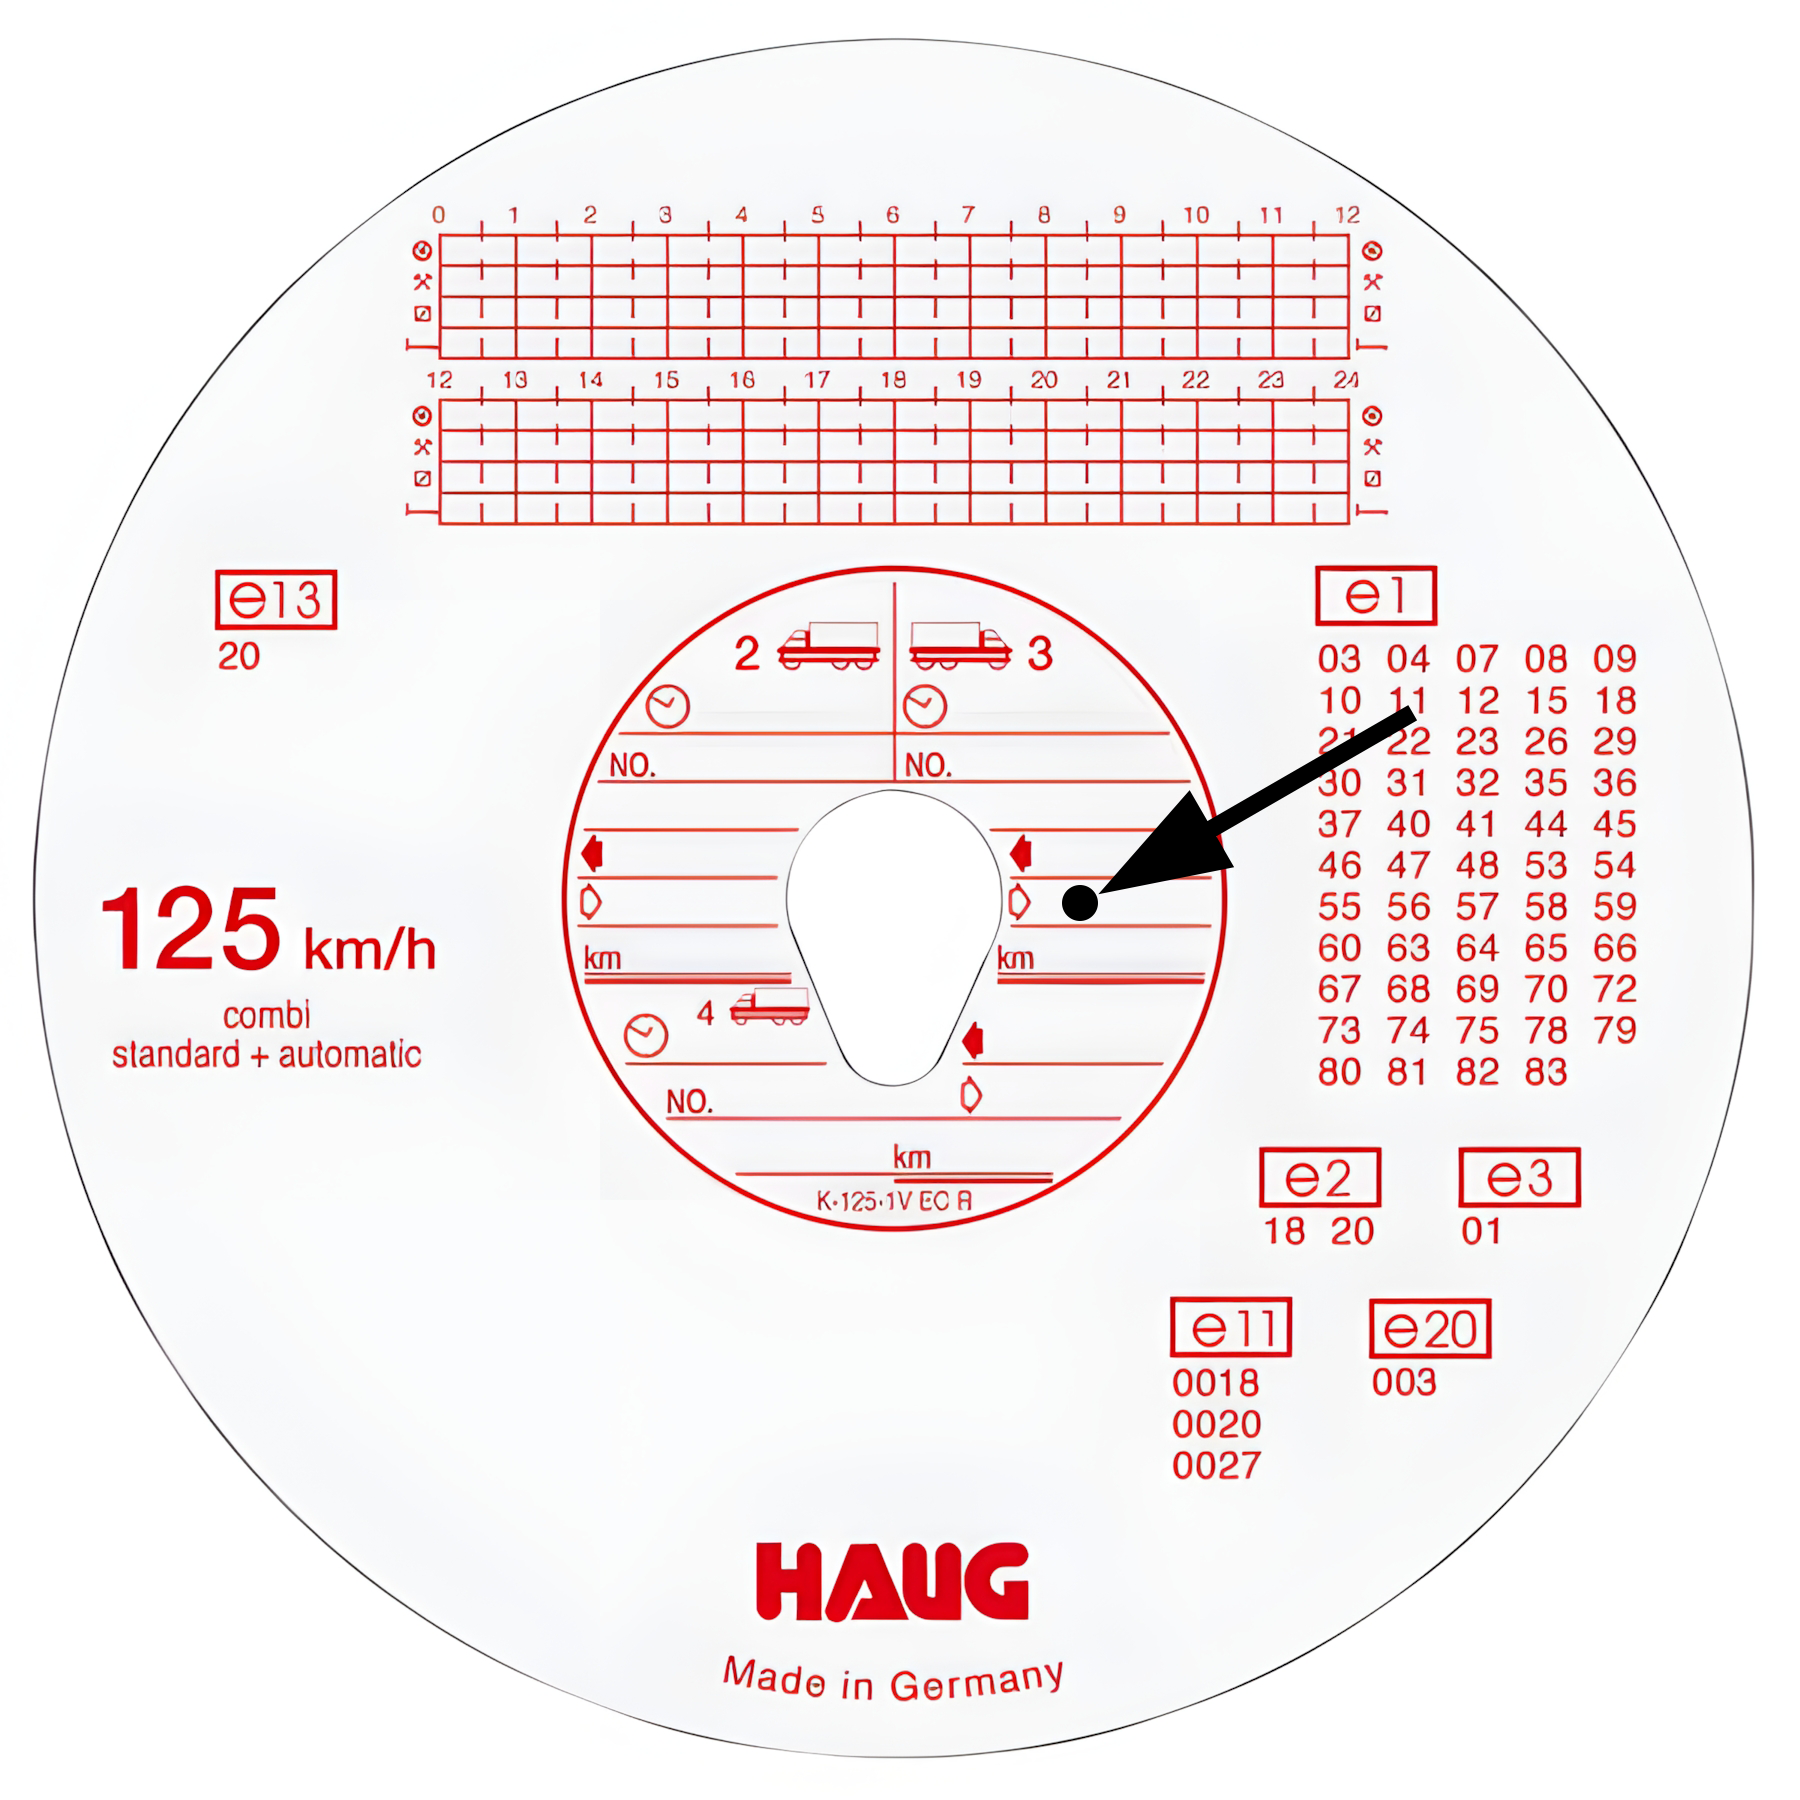 0 1 2 3 4 5 6 7 8 9 10 11 12
12 13 14 15 16 17 18 19 20 21 22 23 24
e13
20
125 km/h
combi
standard + automatic
2 3
NO. NO.
km km
4
NO.
km
K-125-1V EC R
e1
03 04 07 08 09
10 11 12 15 18
21 22 23 26 29
30 31 32 35 36
37 40 41 44 45
46 47 48 53 54
55 56 57 58 59
60 63 64 65 66
67 68 69 70 72
73 74 75 78 79
80 81 82 83
e2 e3
18 20 01
e11 e20
0018 003
0020
0027
HAUG
Made in Germany